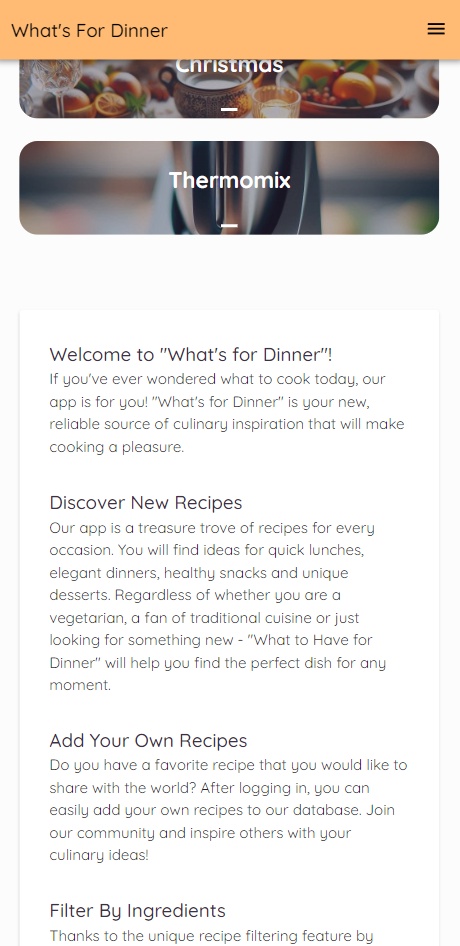 What's For Dinner
Christmas
Thermomix
Welcome to "What's for Dinner"!
If you've ever wondered what to cook today, our
app is for you! "What's for Dinner" is your new,
reliable source of culinary inspiration that will make
cooking a pleasure.
Discover New Recipes
Our app is a treasure trove of recipes for every
occasion. You will find ideas for quick lunches,
elegant dinners, healthy snacks and unique
desserts. Regardless of whether you are a
vegetarian, a fan of traditional cuisine or just
looking for something new - "What to Have for
Dinner" will help you find the perfect dish for any
moment.
Add Your Own Recipes
Do you have a favorite recipe that you would like to
share with the world? After logging in, you can
easily add your own recipes to our database. Join
our community and inspire others with your
culinary ideas!
Filter By Ingredients
Thanks to the unique recipe filtering feature by